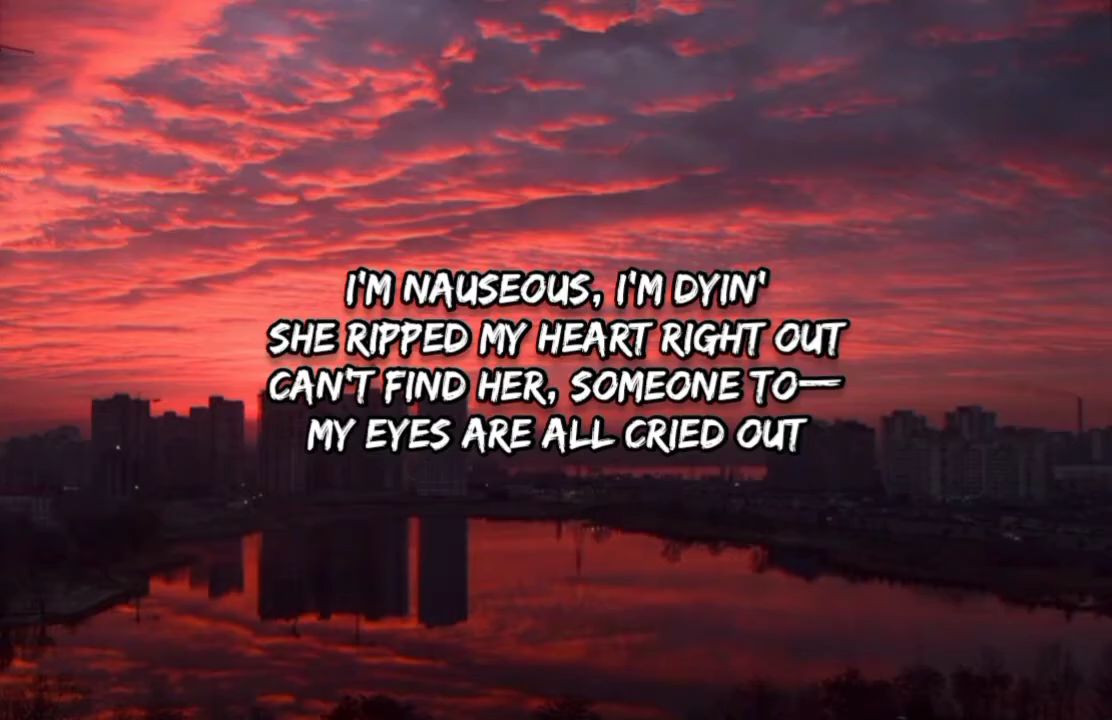 I'M NAUSEOUS, I'M DYIN'
SHE RIPPED MY HEART RIGHT OUT
CAN'T FIND HER, SOMEONE TO—
MY EYES ARE ALL CRIED OUT